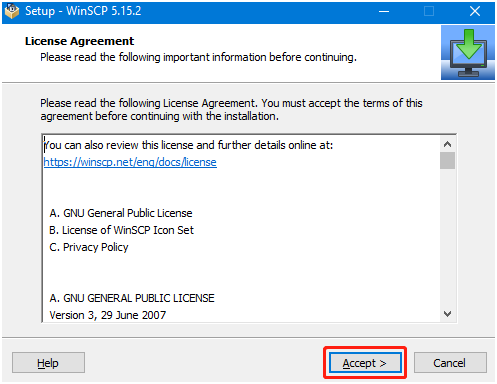 Setup - WinSCP 5.15.2
License Agreement
Please read the following important information before continuing.
Please read the following License Agreement. You must accept the terms of this
agreement before continuing with the installation.
You can also review this license and further details online at:
https://winscp.net/eng/docs/license
A. GNU General Public License
B. License of WinSCP Icon Set
C. Privacy Policy
A. GNU GENERAL PUBLIC LICENSE
Version 3, 29 June 2007
Help
Accept >
Cancel